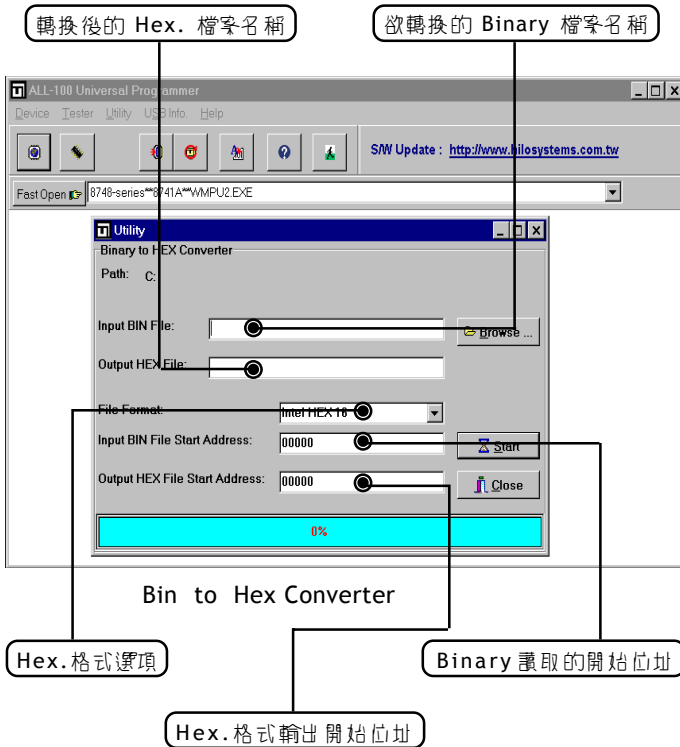 轉換後的 Hex. 檔案名稱
欲轉換的 Binary 檔案名稱
ALL-100 Universal Programmer
Device Tester Utility USB Info. Help
S/W Update : http://www.hilosystems.com.tw
Fast Open 8748-series**8741A**WMPU2.EXE
Utility
Binary to HEX Converter
Path: C:
Input BIN File:
Browse ...
Output HEX File:
File Format: Intel HEX 16
Input BIN File Start Address: 00000
Start
Output HEX File Start Address: 00000
Close
0%
Bin to Hex Converter
Hex.格式選項
Binary 讀取的開始位址
Hex.格式輸出開始位址